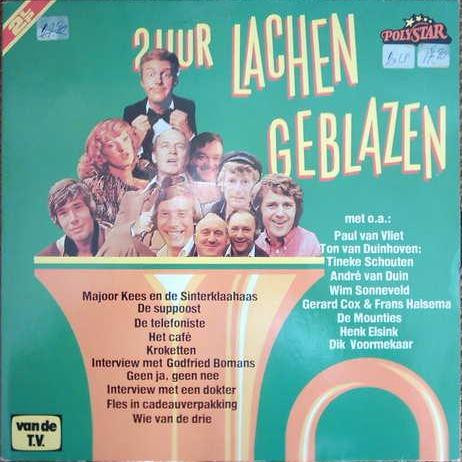 2LP
2 UUR LACHEN
GEBLAZEN
POLYSTAR
met o.a.:
Paul van Vliet
Ton van Duinhoven:
Tineke Schouten
André van Duin
Wim Sonneveld
Gerard Cox & Frans Halsema
De Mounties
Henk Elsink
Dik Voormekaar
Majoor Kees en de Sinterklaahaas
De suppoost
De telefoniste
Het café
Kroketten
Interview met Godfried Bomans
Geen ja, geen nee
Interview met een dokter
Fles in cadeauverpakking
Wie van de drie
van de
T.V.